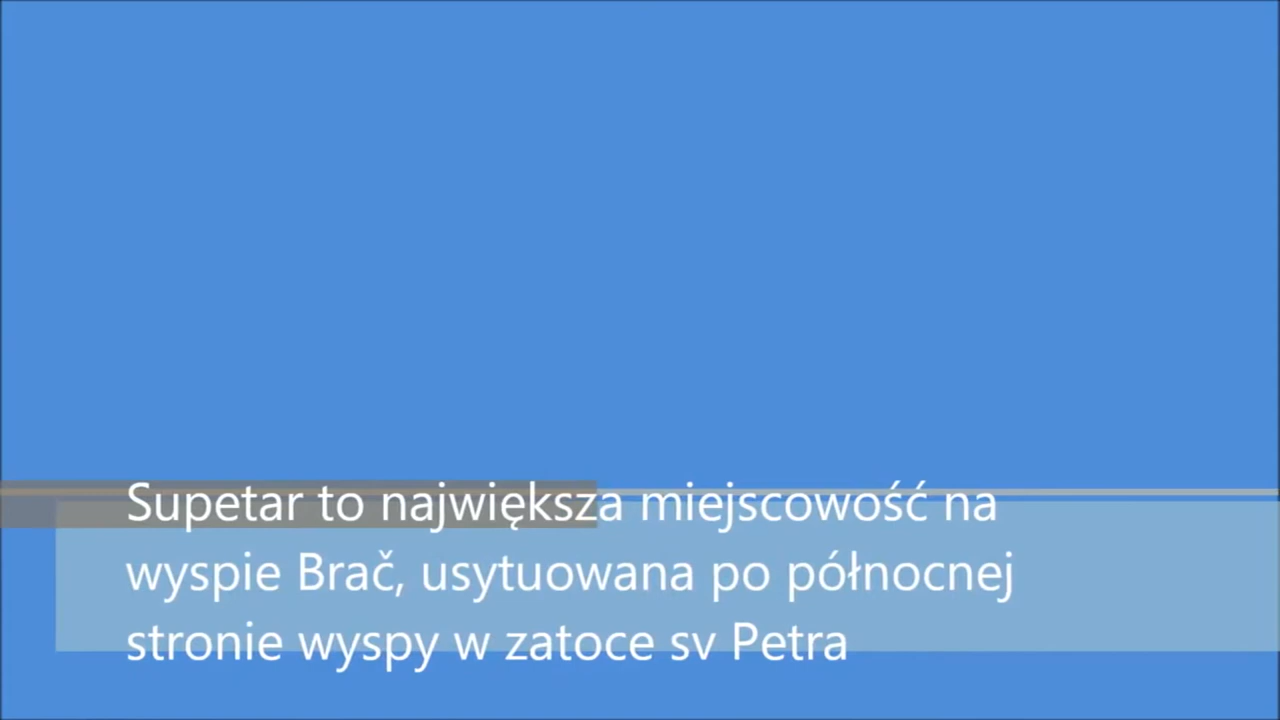 Supetar to największa miejscowość na
wyspie Brač, usytuowana po północnej
stronie wyspy w zatoce sv Petra